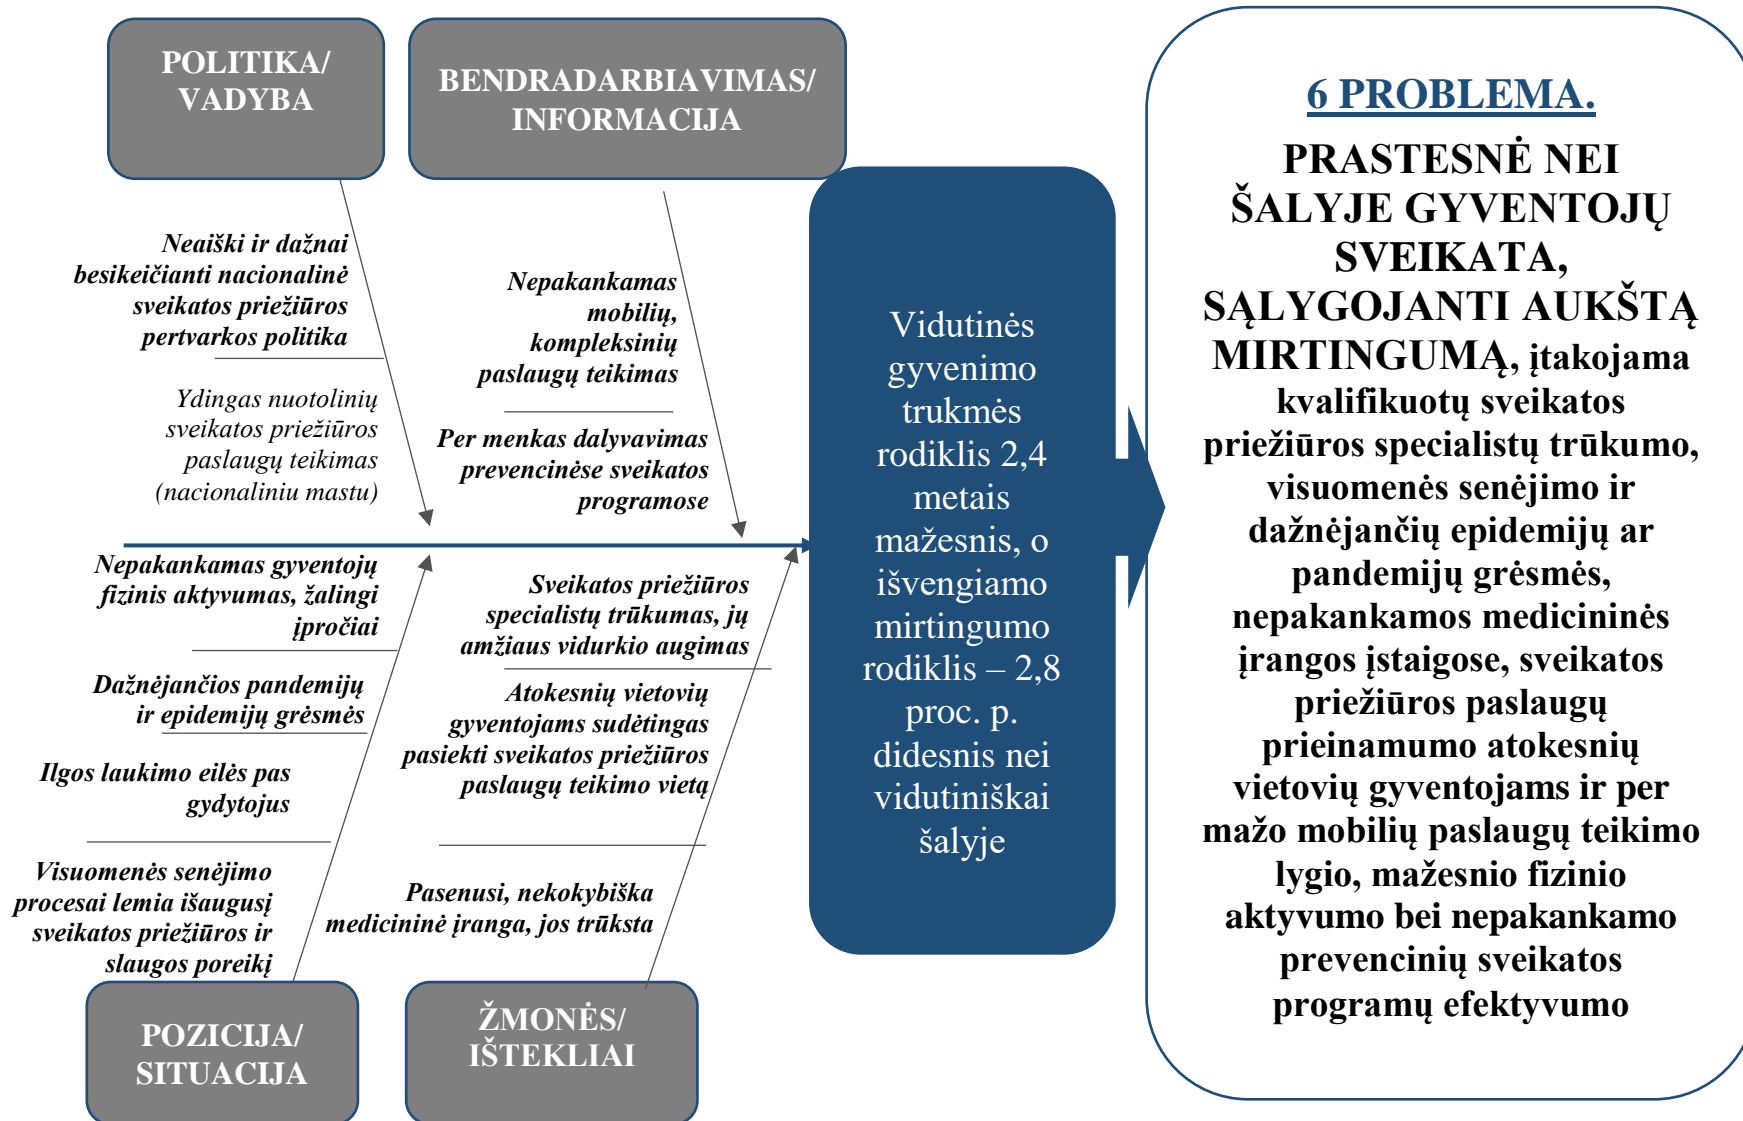 POLITIKA/
VADYBA
BENDRADARBIAVIMAS/
INFORMACIJA
Neaiški ir dažnai
besikeičianti nacionalinė
sveikatos priežiūros
pertvarkos politika
Ydingas nuotolinių
sveikatos priežiūros
paslaugų teikimas
(nacionaliniu mastu)
Nepakankamas
mobilių,
kompleksinių
paslaugų teikimas
Per menkas dalyvavimas
prevencinėse sveikatos
programose
Nepakankamas gyventojų
fizinis aktyvumas, žalingi
įpročiai
Dažnėjančios pandemijų
ir epidemijų grėsmės
Ilgos laukimo eilės pas
gydytojus
Visuomenės senėjimo
procesai lemia išaugusį
sveikatos priežiūros ir
slaugos poreikį
Sveikatos priežiūros
specialistų trūkumas, jų
amžiaus vidurkio augimas
Atokesnių vietovių
gyventojams sudėtingas
pasiekti sveikatos priežiūros
paslaugų teikimo vietą
Pasenusi, nekokybiška
medicininė įranga, jos trūksta
POZICIJA/
SITUACIJA
ŽMONĖS/
IŠTEKLIAI
Vidutinės
gyvenimo
trukmės
rodiklis 2,4
metais
mažesnis, o
išvengiamo
mirtingumo
rodiklis – 2,8
proc. p.
didesnis nei
vidutiniškai
šalyje
6 PROBLEMA.
PRASTESNĖ NEI
ŠALYJE GYVENTOJŲ
SVEIKATA,
SĄLYGOJANTI AUKŠTĄ
MIRTINGUMĄ, įtakojama
kvalifikuotų sveikatos
priežiūros specialistų trūkumo,
visuomenės senėjimo ir
dažnėjančių epidemijų ar
pandemijų grėsmės,
nepakankamos medicininės
įrangos įstaigose, sveikatos
priežiūros paslaugų
prieinamumo atokesnių
vietovių gyventojams ir per
mažo mobilių paslaugų teikimo
lygio, mažesnio fizinio
aktyvumo bei nepakankamo
prevencinių sveikatos
programų efektyvumo